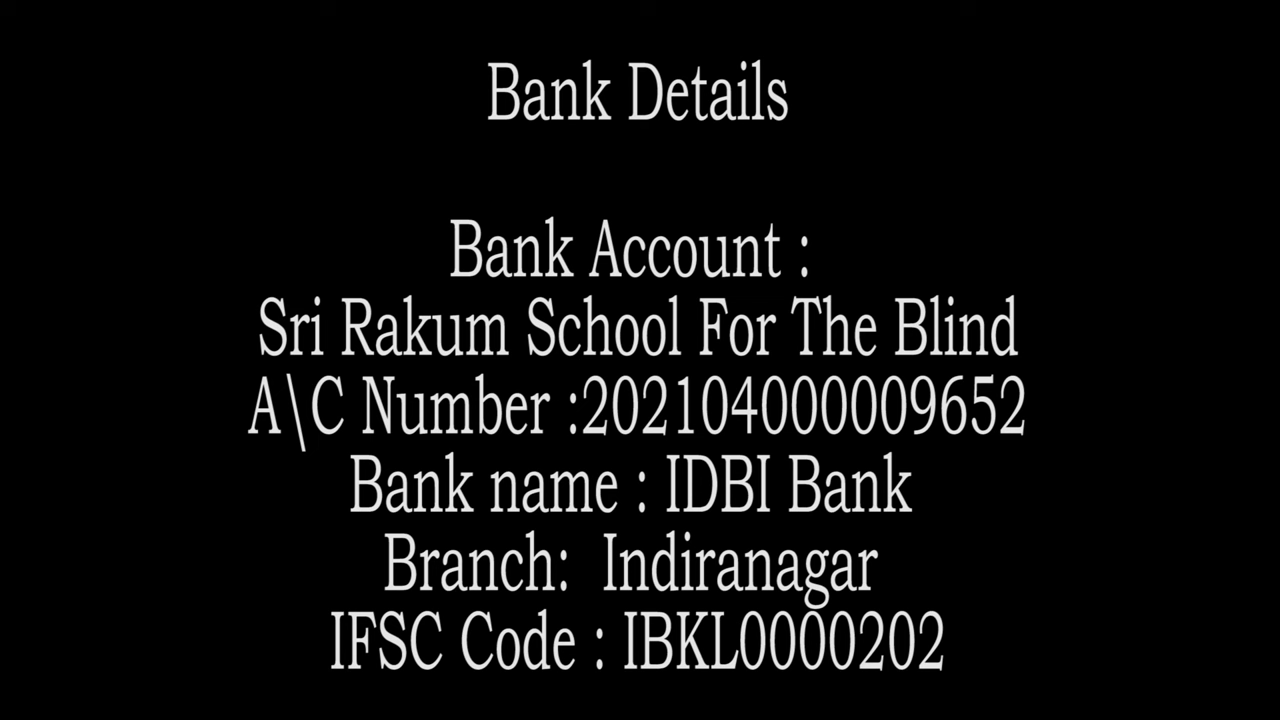 Bank Details
Bank Account :
Sri Rakum School For The Blind
A\C Number :202104000009652
Bank name : IDBI Bank
Branch: Indiranagar
IFSC Code : IBKL0000202